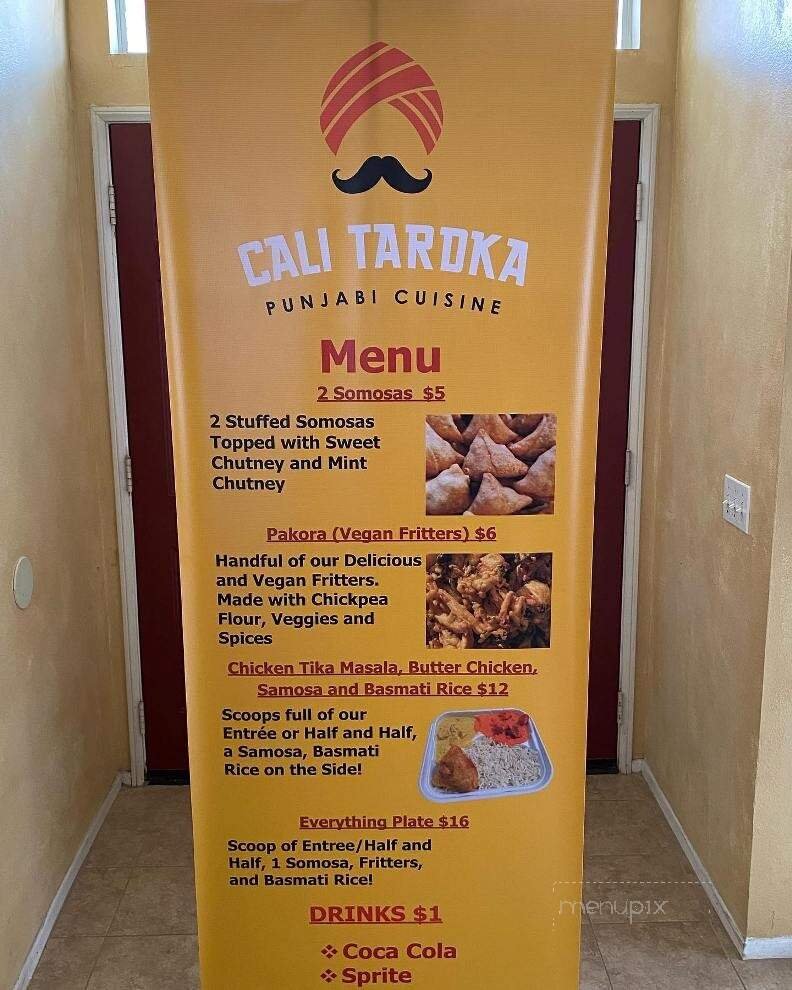 CALI TARDKA
PUNJABI CUISINE
Menu
2 Somosas $5
2 Stuffed Somosas
Topped with Sweet
Chutney and Mint
Chutney
Pakora (Vegan Fritters) $6
Handful of our Delicious
and Vegan Fritters.
Made with Chickpea
Flour, Veggies and
Spices
Chicken Tika Masala, Butter Chicken,
Samosa and Basmati Rice $12
Scoops full of our
Entrée or Half and Half,
a Samosa, Basmati
Rice on the Side!
Everything Plate $16
Scoop of Entree/Half and
Half, 1 Somosa, Fritters,
and Basmati Rice!
DRINKS $1
❖ Coca Cola
❖ Sprite
menupix